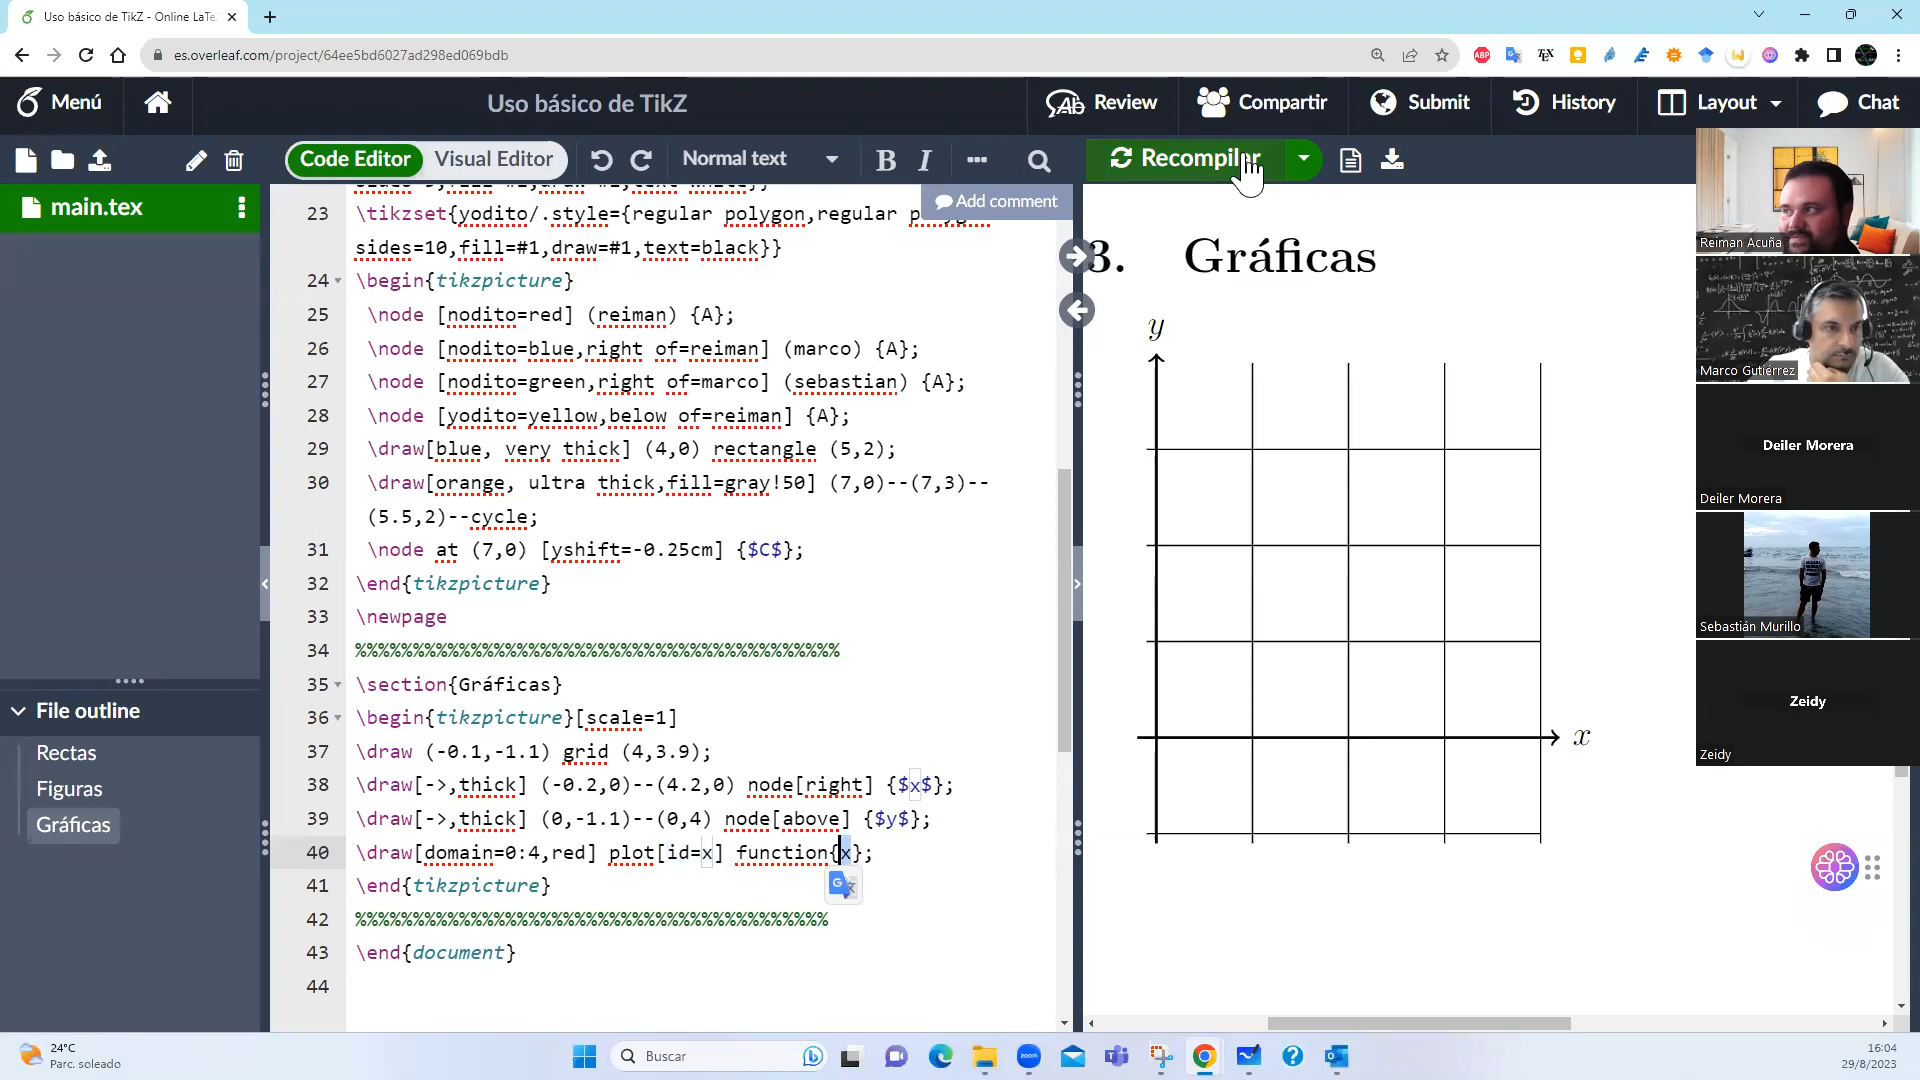 Uso básico de TikZ - Online LaTe
es.overleaf.com/project/64ee5bd6027ad298ed069bdb
Menú
Uso básico de TikZ
Review
Compartir
Submit
History
Layout
Chat
Code Editor
Visual Editor
Normal text
B I
Recompilar
main.tex
Add comment
23 \tikzset{yodito/.style={regular polygon,regular polygon
sides=10,fill=#1,draw=#1,text=black}}
24 \begin{tikzpicture}
25 \node [nodito=red] (reiman) {A};
26 \node [nodito=blue,right of=reiman] (marco) {A};
27 \node [nodito=green,right of=marco] (sebastian) {A};
28 \node [yodito=yellow,below of=reiman] {A};
29 \draw[blue, very thick] (4,0) rectangle (5,2);
30 \draw[orange, ultra thick,fill=gray!50] (7,0)--(7,3)--
(5.5,2)--cycle;
31 \node at (7,0) [yshift=-0.25cm] {$C$};
32 \end{tikzpicture}
33 \newpage
34 %%%%%%%%%%%%%%%%%%%%%%%%%%%%%%%%%%%%%%%%%%
35 \section{Gráficas}
36 \begin{tikzpicture}[scale=1]
37 \draw (-0.1,-1.1) grid (4,3.9);
38 \draw[->,thick] (-0.2,0)--(4.2,0) node[right] {$x$};
39 \draw[->,thick] (0,-1.1)--(0,4) node[above] {$y$};
40 \draw[domain=0:4,red] plot[id=x] function{x};
41 \end{tikzpicture}
42 %%%%%%%%%%%%%%%%%%%%%%%%%%%%%%%%%%%%%%%%%
43 \end{document}
44
File outline
Rectas
Figuras
Gráficas
3. Gráficas
y
x
Reiman Acuña
Marco Gutiérrez
Deiler Morera
Deiler Morera
Sebastián Murillo
Zeidy
Zeidy
24°C
Parc. soleado
Buscar
16:04
29/8/2023